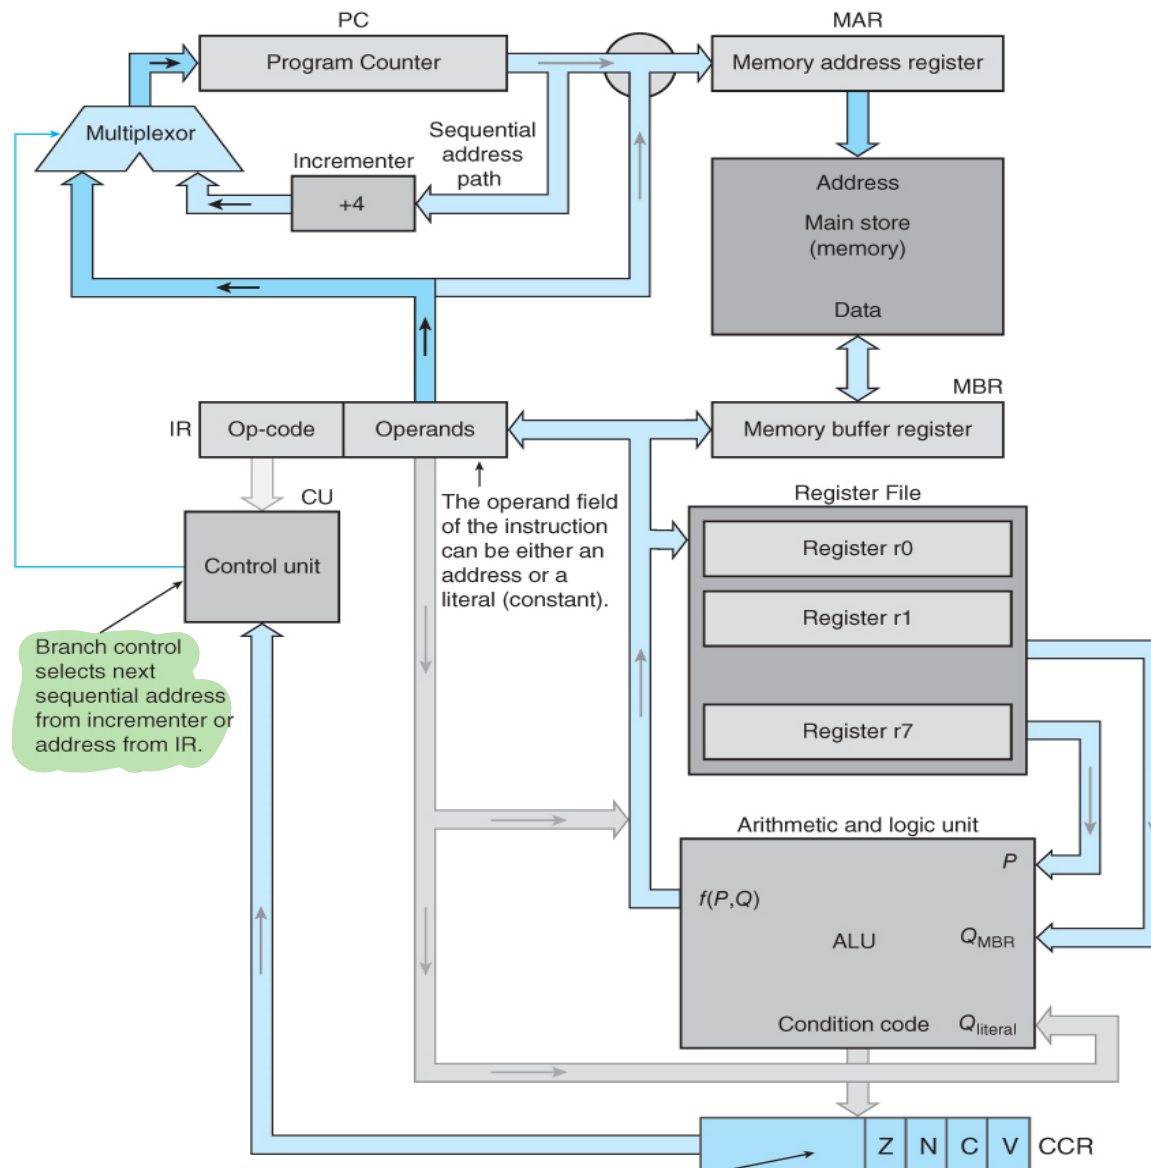 PC
MAR
Program Counter
Memory address register
Multiplexor
Sequential
address
path
Incrementer
+4
Address
Main store
(memory)
Data
MBR
IR
Op-code
Operands
Memory buffer register
CU
The operand field
of the instruction
can be either an
address or a
literal (constant).
Control unit
Register File
Register r0
Register r1
Register r7
Branch control
selects next
sequential address
from incrementer or
address from IR.
Arithmetic and logic unit
P
f(P,Q)
ALU
QMBR
Condition code
Qliteral
Z N C V CCR